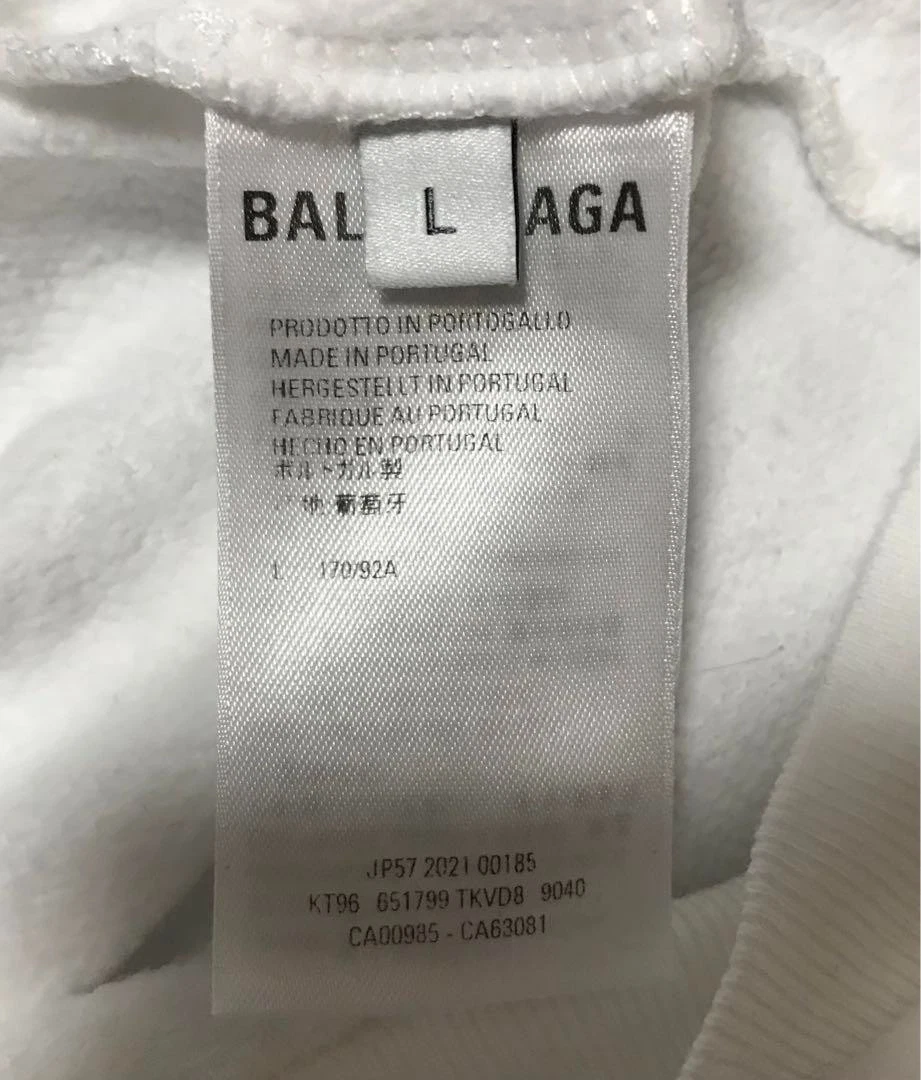 BAL L AGA
PRODOTTO IN PORTOGALLO
MADE IN PORTUGAL
HERGESTELLT IN PORTUGAL
FABRIQUE AU PORTUGAL
HECHO EN PORTUGAL
ポルトガル製
地: 葡萄牙
L 170/92A
JP57 2021 00185
KT96 651799 TKVD8 9040
CA00985 - CA63081